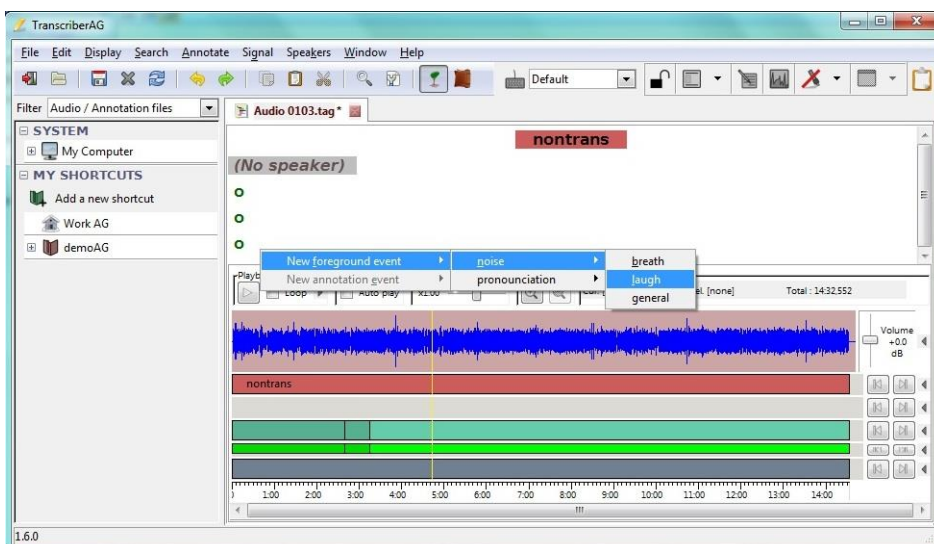 TranscriberAG
File Edit Display Search Annotate Signal Speakers Window Help
Default
Filter Audio / Annotation files
Audio 0103.tag*
SYSTEM
My Computer
MY SHORTCUTS
Add a new shortcut
Work AG
demoAG
nontrans
(No speaker)
New foreground event
New annotation event
noise
pronounciation
breath
laugh
general
Loop Auto play x1.00
[none] Total : 14:32,552
Volume
+0.0
dB
nontrans
1:00 2:00 3:00 4:00 5:00 6:00 7:00 8:00 9:00 10:00 11:00 12:00 13:00 14:00
1.6.0